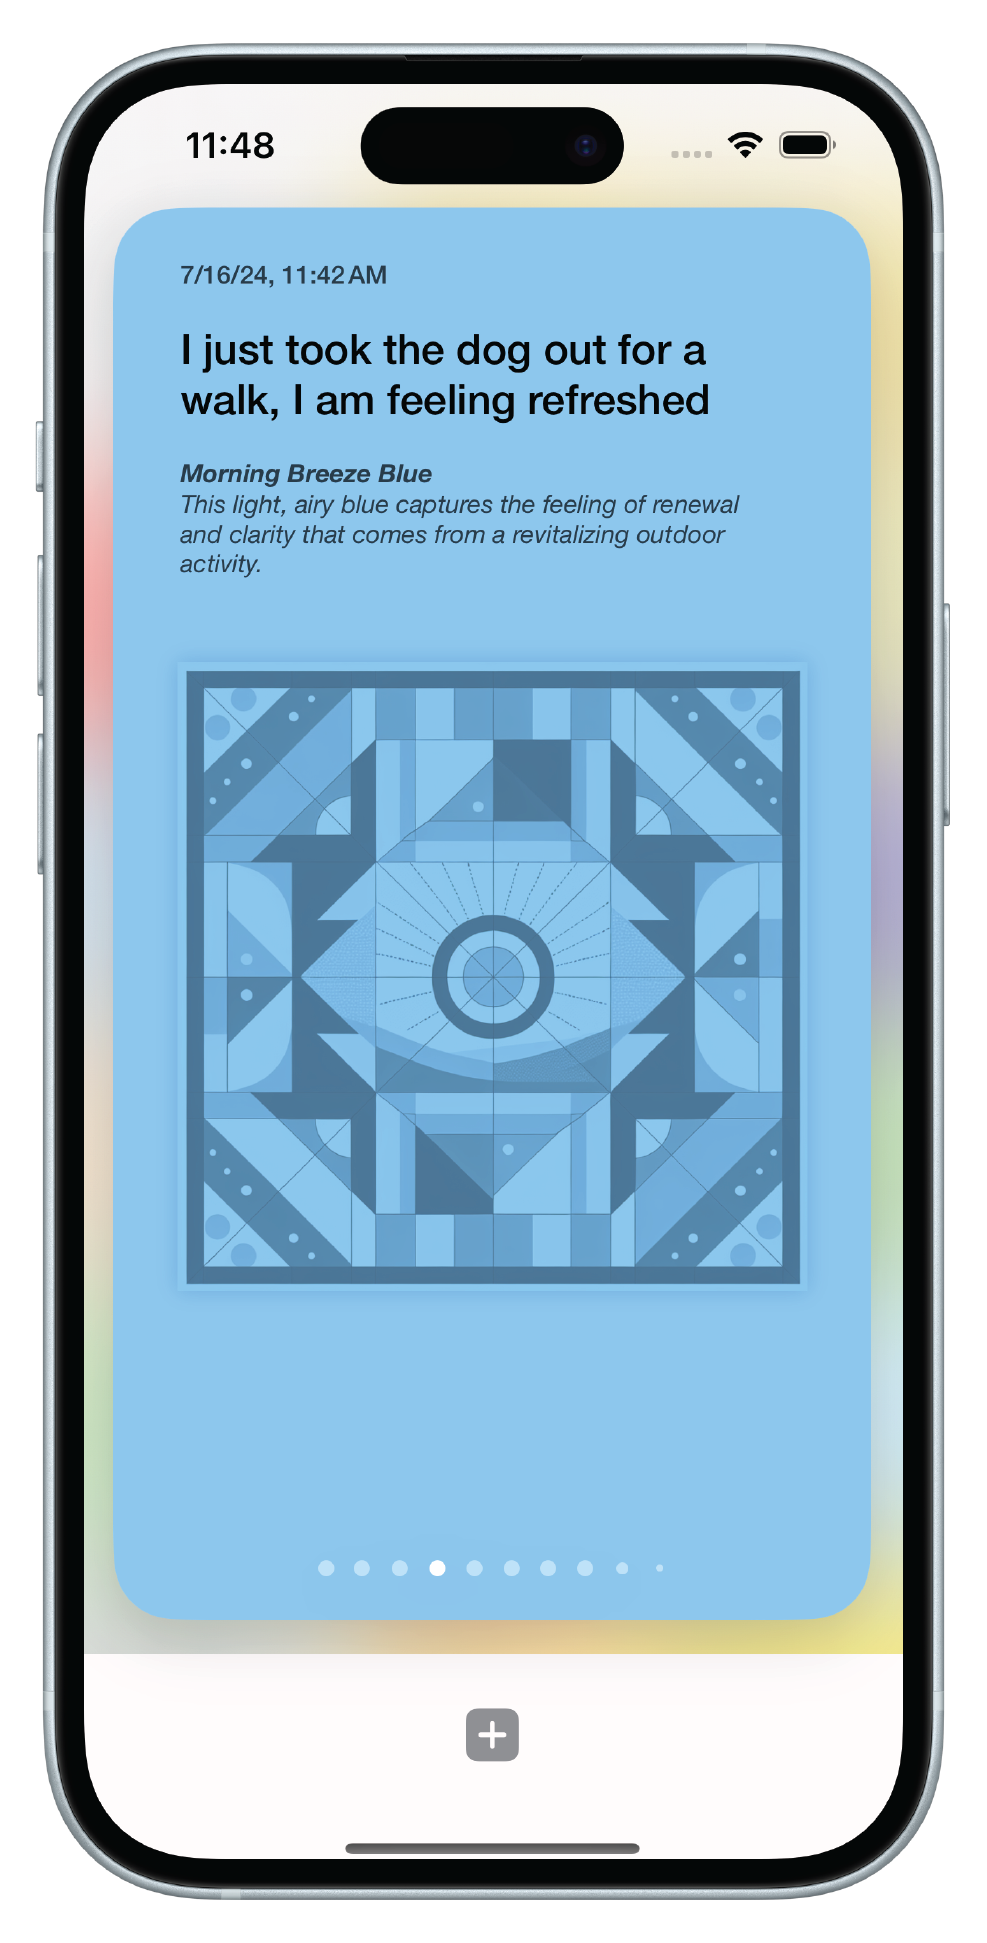 11:48
7/16/24, 11:42 AM
I just took the dog out for a
walk, I am feeling refreshed
Morning Breeze Blue
This light, airy blue captures the feeling of renewal
and clarity that comes from a revitalizing outdoor
activity.